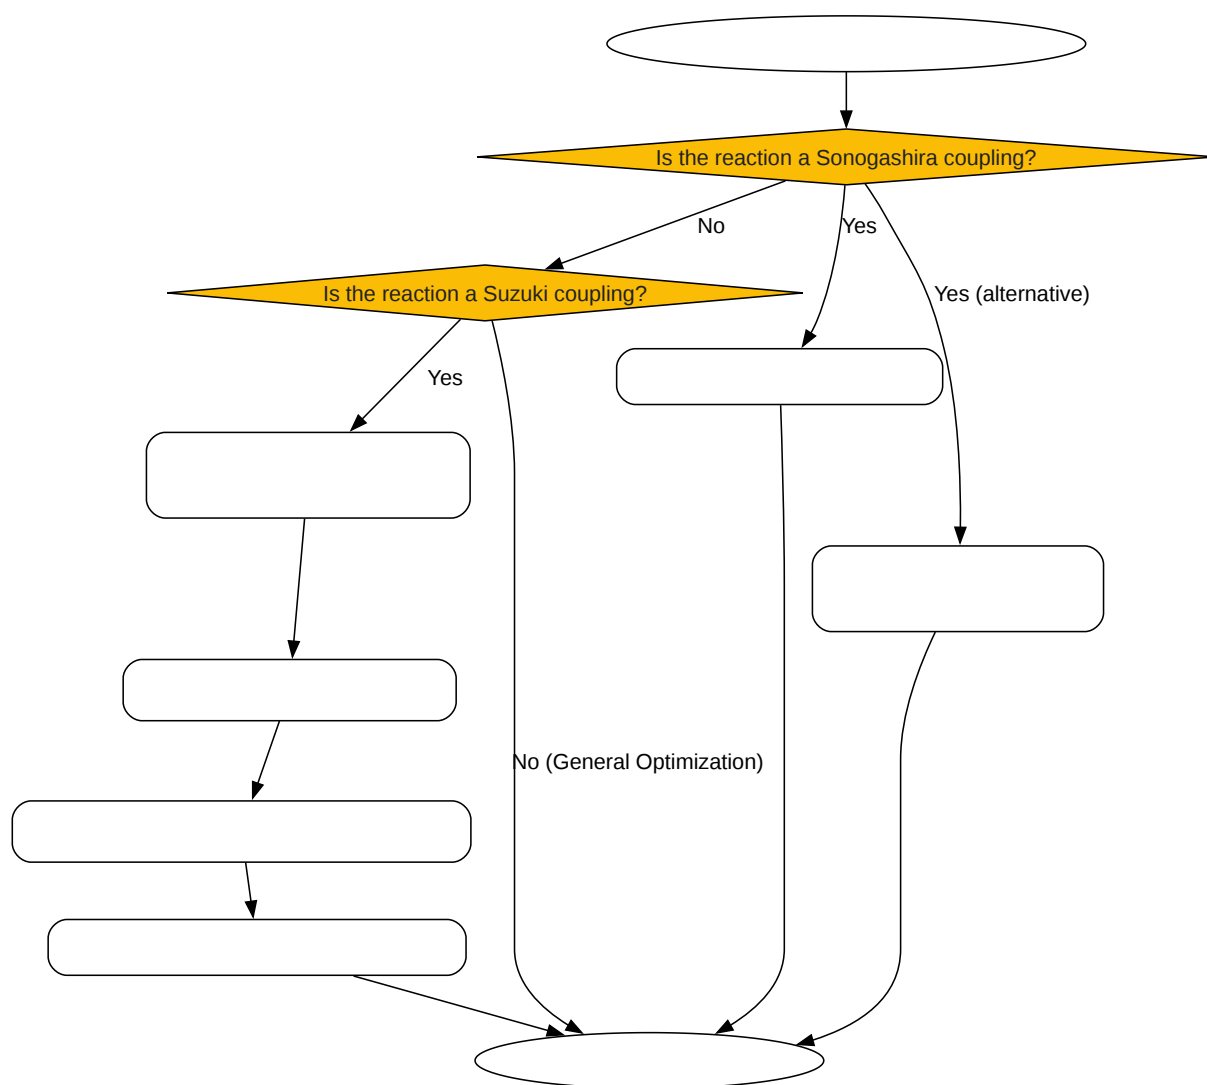 Is the reaction a Sonogashira coupling?
No
Yes
Is the reaction a Suzuki coupling?
Yes (alternative)
Yes
No (General Optimization)